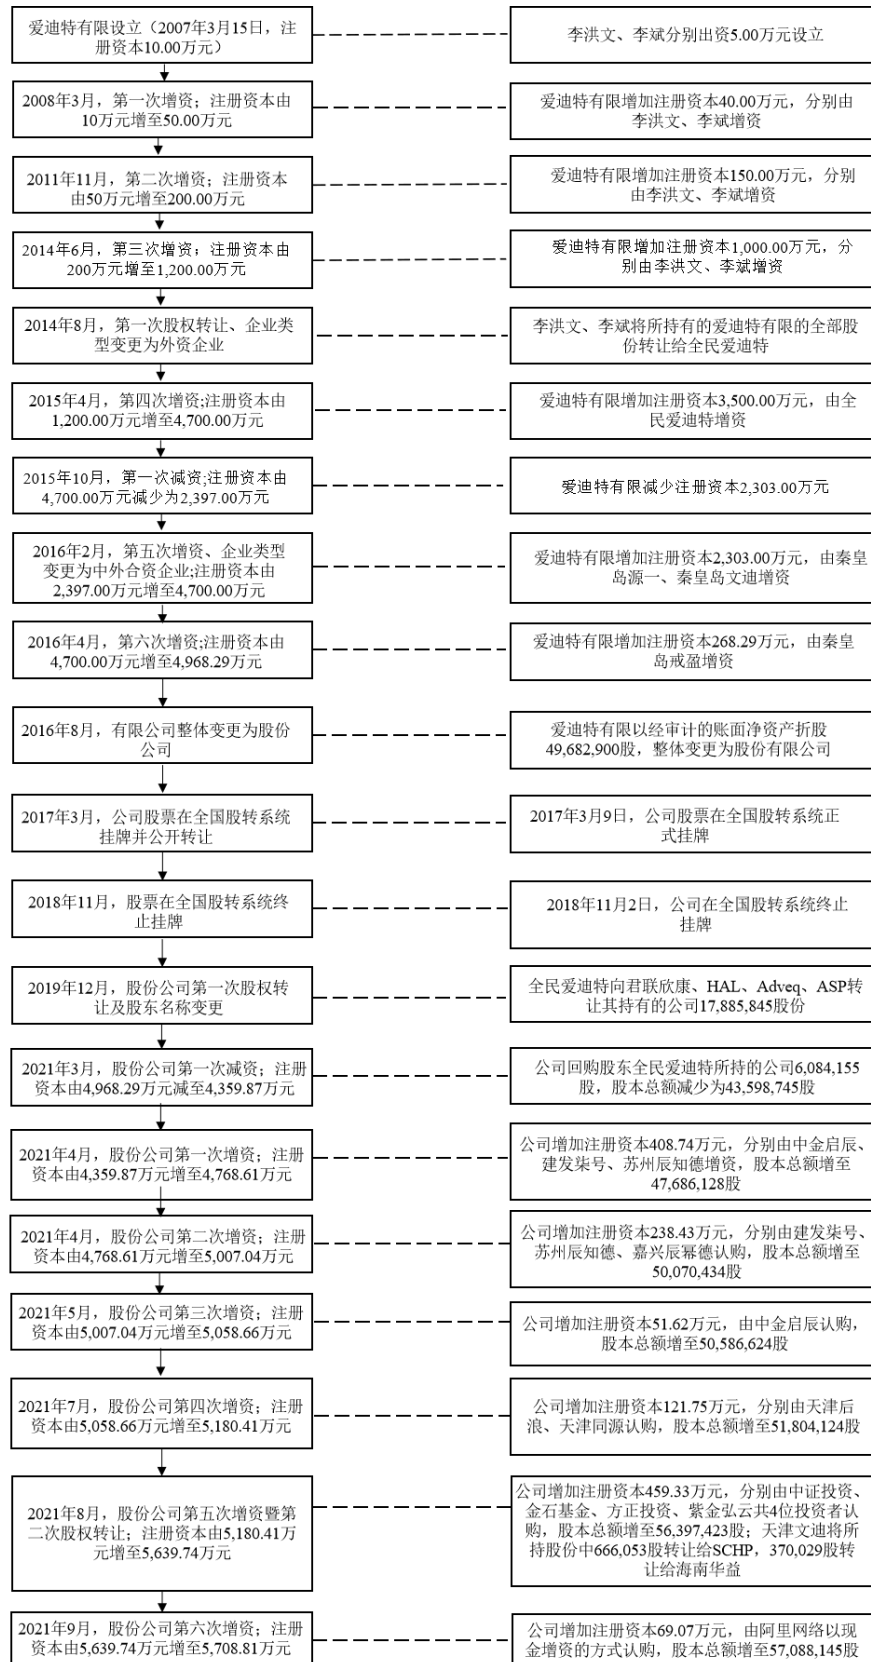 爱迪特有限设立（2007年3月15日，注
册资本10.00万元）
李洪文、李斌分别出资5.00万元设立
2008年3月，第一次增资；注册资本由
10万元增至50.00万元
爱迪特有限增加注册资本40.00万元，分别由
李洪文、李斌增资
2011年11月，第二次增资；注册资本
由50万元增至200.00万元
爱迪特有限增加注册资本150.00万元，分别
由李洪文、李斌增资
2014年6月，第三次增资；注册资本由
200万元增至1,200.00万元
爱迪特有限增加注册资本1,000.00万元，分
别由李洪文、李斌增资
2014年8月，第一次股权转让、企业类
型变更为外资企业
李洪文、李斌将所持有的爱迪特有限的全部股
份转让给全民爱迪特
2015年4月，第四次增资;注册资本由
1,200.00万元增至4,700.00万元
爱迪特有限增加注册资本3,500.00万元，由全
民爱迪特增资
2015年10月，第一次减资;注册资本由
4,700.00万元减少为2,397.00万元
爱迪特有限减少注册资本2,303.00万元
2016年2月，第五次增资、企业类型
变更为中外合资企业;注册资本由
2,397.00万元增至4,700.00万元
爱迪特有限增加注册资本2,303.00万元，由秦皇
岛源一、秦皇岛文迪增资
2016年4月，第六次增资;注册资本由
4,700.00万元增至4,968.29万元
爱迪特有限增加注册资本268.29万元，由秦皇
岛戒盈增资
2016年8月，有限公司整体变更为股份
公司
爱迪特有限以经审计的账面净资产折股
49,682,900股，整体变更为股份有限公司
2017年3月，公司股票在全国股转系统
挂牌并公开转让
2017年3月9日，公司股票在全国股转系统正
式挂牌
2018年11月，股票在全国股转系统终
止挂牌
2018年11月2日，公司在全国股转系统终止
挂牌
2019年12月，股份公司第一次股权转
让及股东名称变更
全民爱迪特向君联欣康、HAL、Adveq、ASP转
让其持有的公司17,885,845股份
2021年3月，股份公司第一次减资；注册
资本由4,968.29万元减至4,359.87万元
公司回购股东全民爱迪特所持的公司6,084,155
股，股本总额减少为43,598,745股
2021年4月，股份公司第一次增资；注册
资本由4,359.87万元增至4,768.61万元
公司增加注册资本408.74万元，分别由中金启辰、
建发柒号、苏州辰知德增资，股本总额增至
47,686,128股
2021年4月，股份公司第二次增资；注册
资本由4,768.61万元增至5,007.04万元
公司增加注册资本238.43万元，分别由建发柒号、
苏州辰知德、嘉兴辰幂德认购，股本总额增至
50,070,434股
2021年5月，股份公司第三次增资；注册
资本由5,007.04万元增至5,058.66万元
公司增加注册资本51.62万元，由中金启辰认购，
股本总额增至50,586,624股
2021年7月，股份公司第四次增资；注册
资本由5,058.66万元增至5,180.41万元
公司增加注册资本121.75万元，分别由天津后
浪、天津同源认购，股本总额增至51,804,124股
2021年8月，股份公司第五次增资暨第
二次股权转让；注册资本由5,180.41万
元增至5,639.74万元
公司增加注册资本459.33万元，分别由中证投资、
金石基金、方正投资、紫金弘云共4位投资者认
购，股本总额增至56,397,423股；天津文迪将所
持股份中666,053股转让给SCHP，370,029股转
让给海南华益
2021年9月，股份公司第六次增资；注册
资本由5,639.74万元增至5,708.81万元
公司增加注册资本69.07万元，由阿里网络以现
金增资的方式认购，股本总额增至57,088,145股